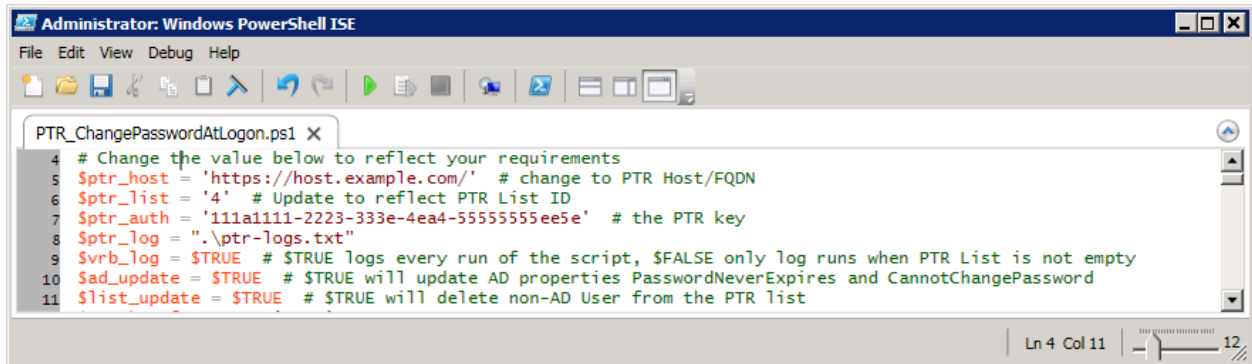 Administrator: Windows PowerShell ISE
File Edit View Debug Help
PTR_ChangePasswordAtLogon.ps1 X
4 # Change the value below to reflect your requirements
5 $ptr_host = 'https://host.example.com/' # change to PTR Host/FQDN
6 $ptr_list = '4' # Update to reflect PTR List ID
7 $ptr_auth = '111a1111-2223-333e-4ea4-55555555ee5e' # the PTR key
8 $ptr_log = ".\ptr-logs.txt"
9 $vrb_log = $TRUE # $TRUE logs every run of the script, $FALSE only log runs when PTR List is not empty
10 $ad_update = $TRUE # $TRUE will update AD properties PasswordNeverExpires and CannotChangePassword
11 $list_update = $TRUE # $TRUE will delete non-AD User from the PTR list
Ln 4 Col 11 12